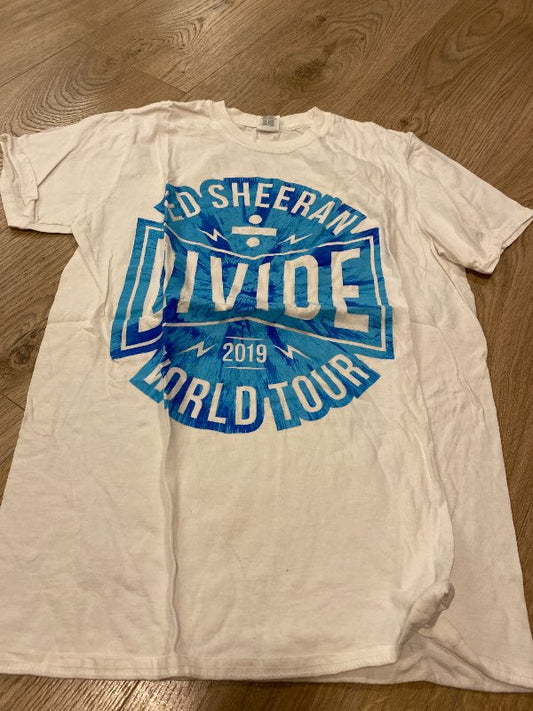 ED SHEERAN
÷
DIVIDE
2019
WORLD TOUR